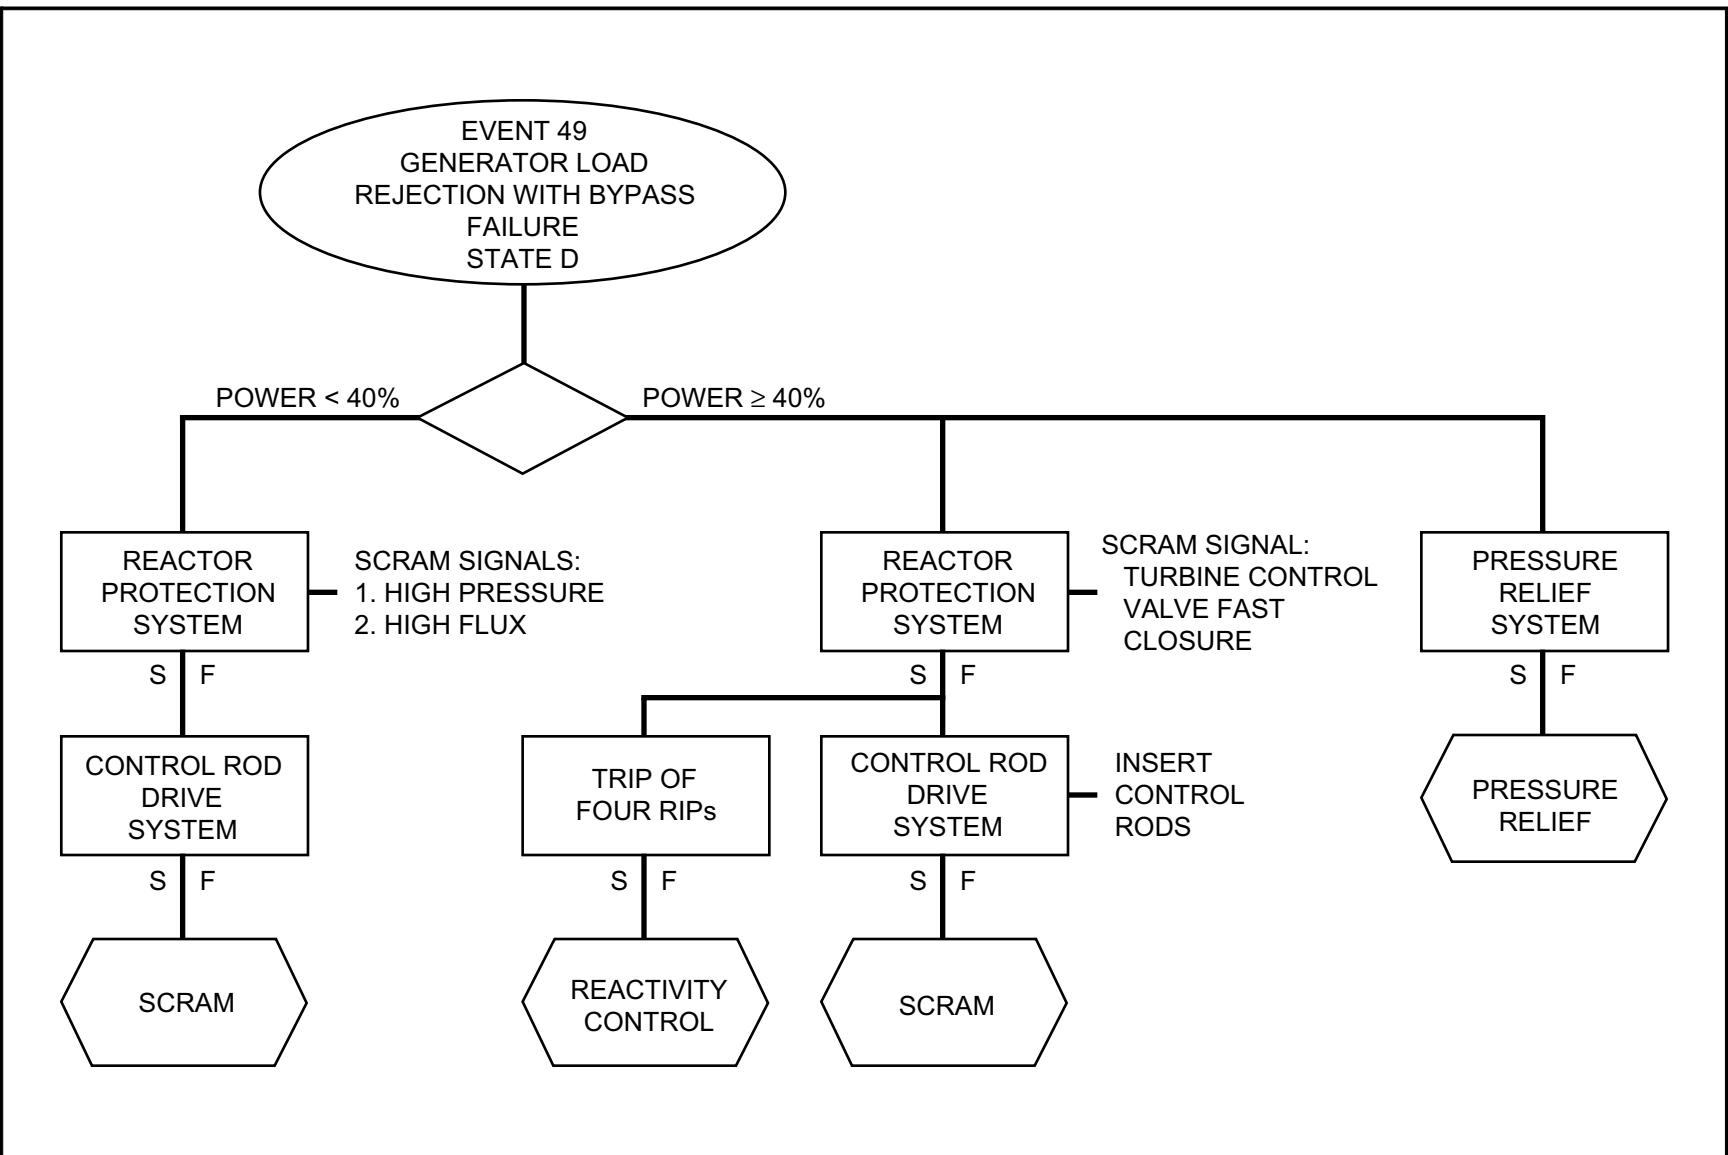 EVENT 49
GENERATOR LOAD
REJECTION WITH BYPASS
FAILURE
STATE D
POWER < 40%
POWER ≥ 40%
REACTOR
PROTECTION
SYSTEM
SCRAM SIGNALS:
1. HIGH PRESSURE
2. HIGH FLUX
REACTOR
PROTECTION
SYSTEM
SCRAM SIGNAL:
TURBINE CONTROL
VALVE FAST
CLOSURE
PRESSURE
RELIEF
SYSTEM
S F
S F
S F
CONTROL ROD
DRIVE
SYSTEM
TRIP OF
FOUR RIPs
CONTROL ROD
DRIVE
SYSTEM
INSERT
CONTROL
RODS
PRESSURE
RELIEF
S F
S F
S F
SCRAM
REACTIVITY
CONTROL
SCRAM